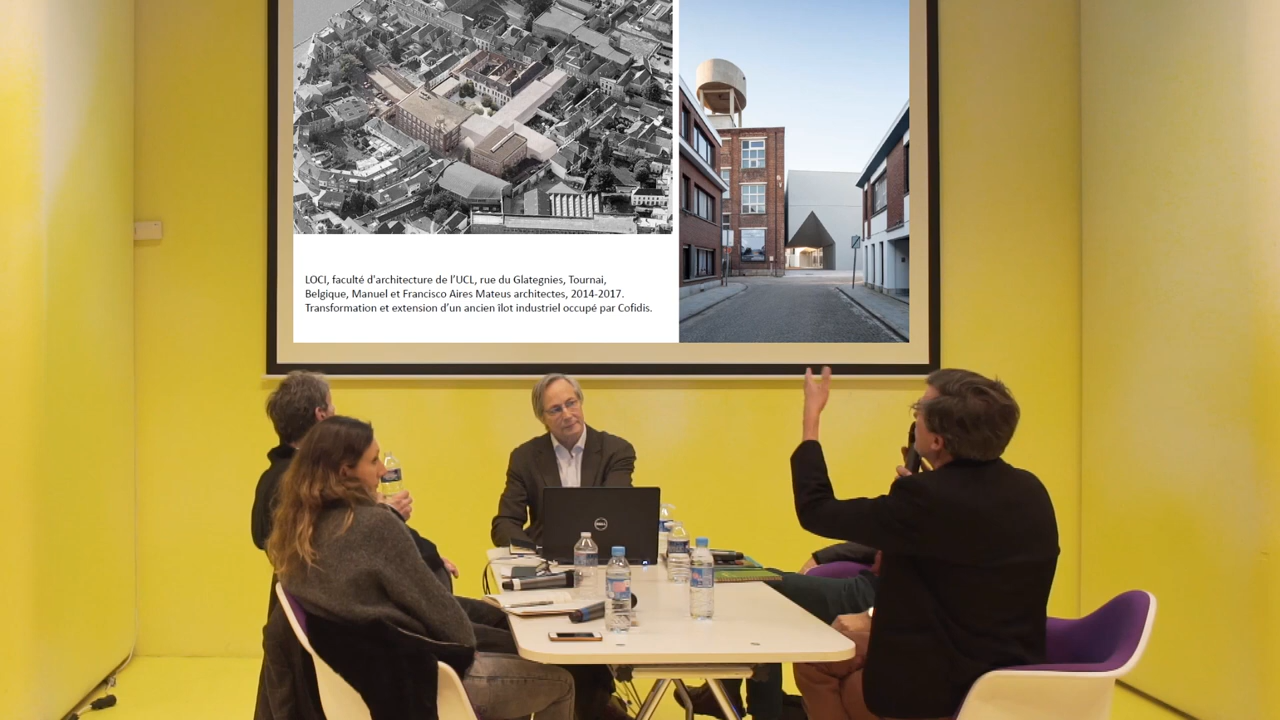 LOCI, faculté d'architecture de l'UCL, rue du Glategnies, Tournai,
Belgique, Manuel et Francisco Aires Mateus architectes, 2014-2017.
Transformation et extension d'un ancien îlot industriel occupé par Cofidis.
DELL